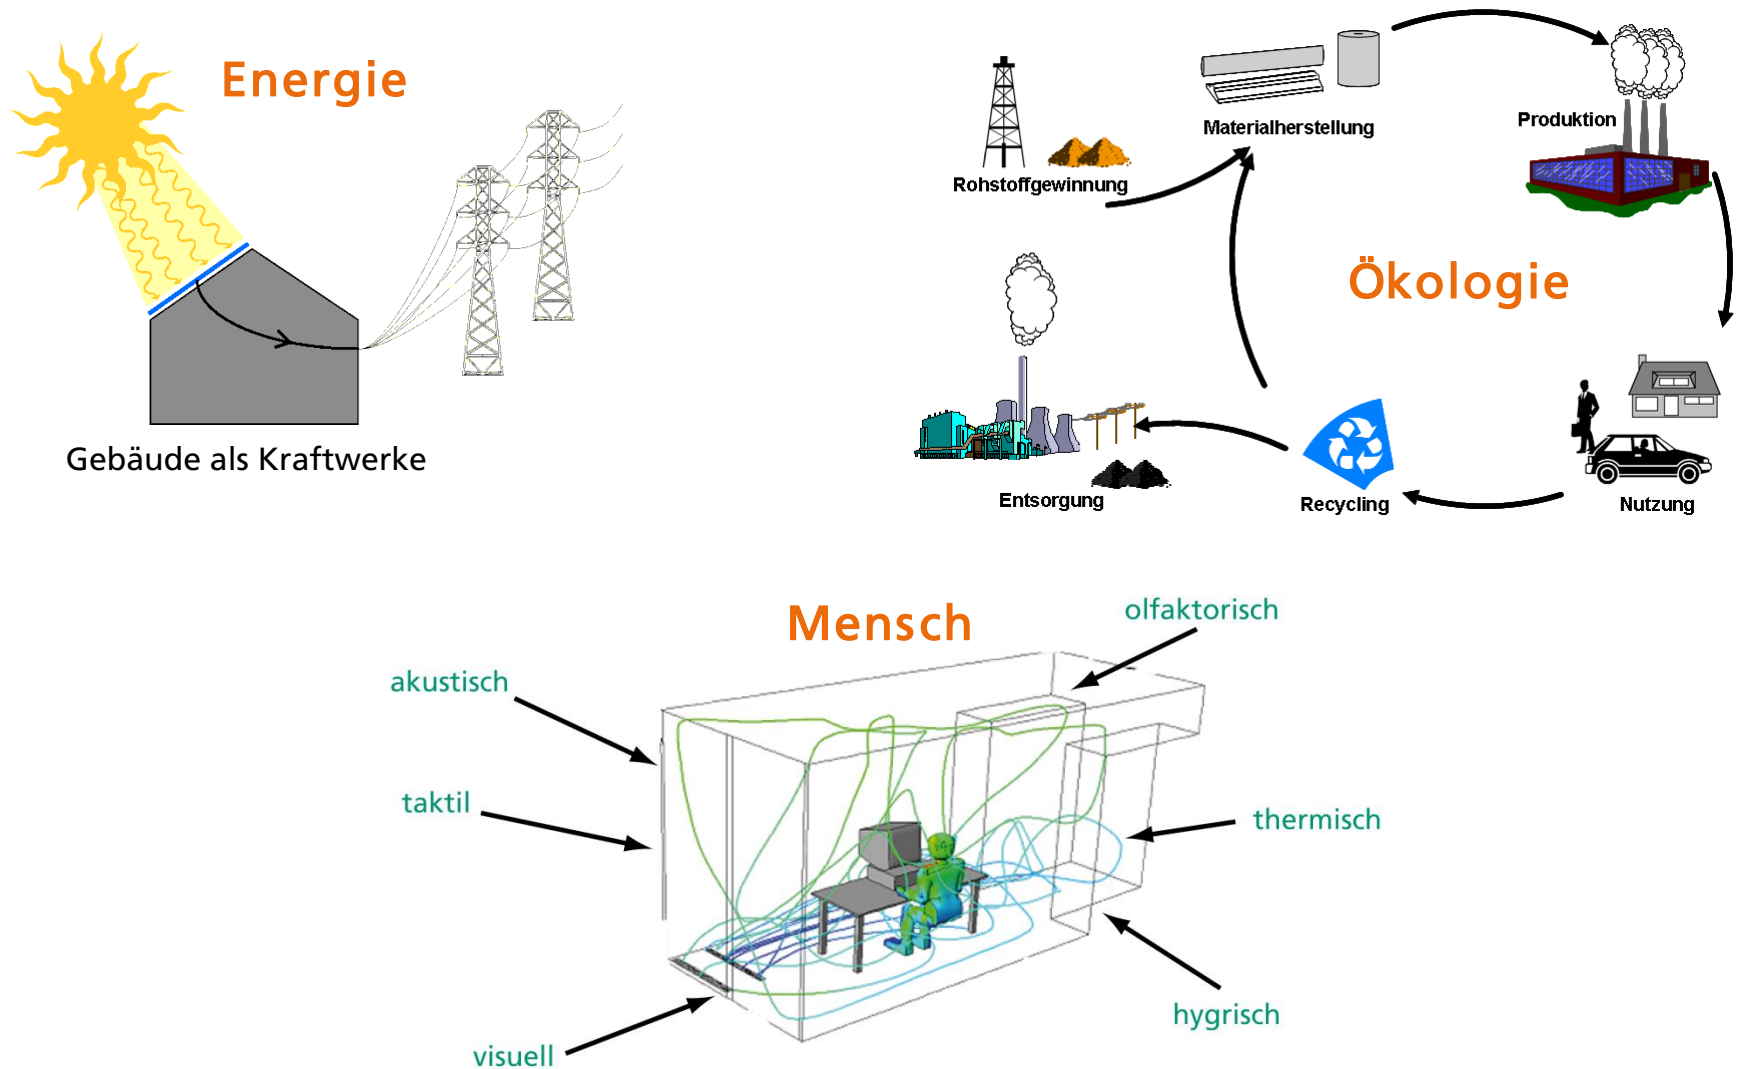 Energie
Gebäude als Kraftwerke
Ökologie
Rohstoffgewinnung
Materialherstellung
Produktion
Nutzung
Recycling
Entsorgung
Mensch
olfaktorisch
akustisch
taktil
thermisch
hygrisch
visuell